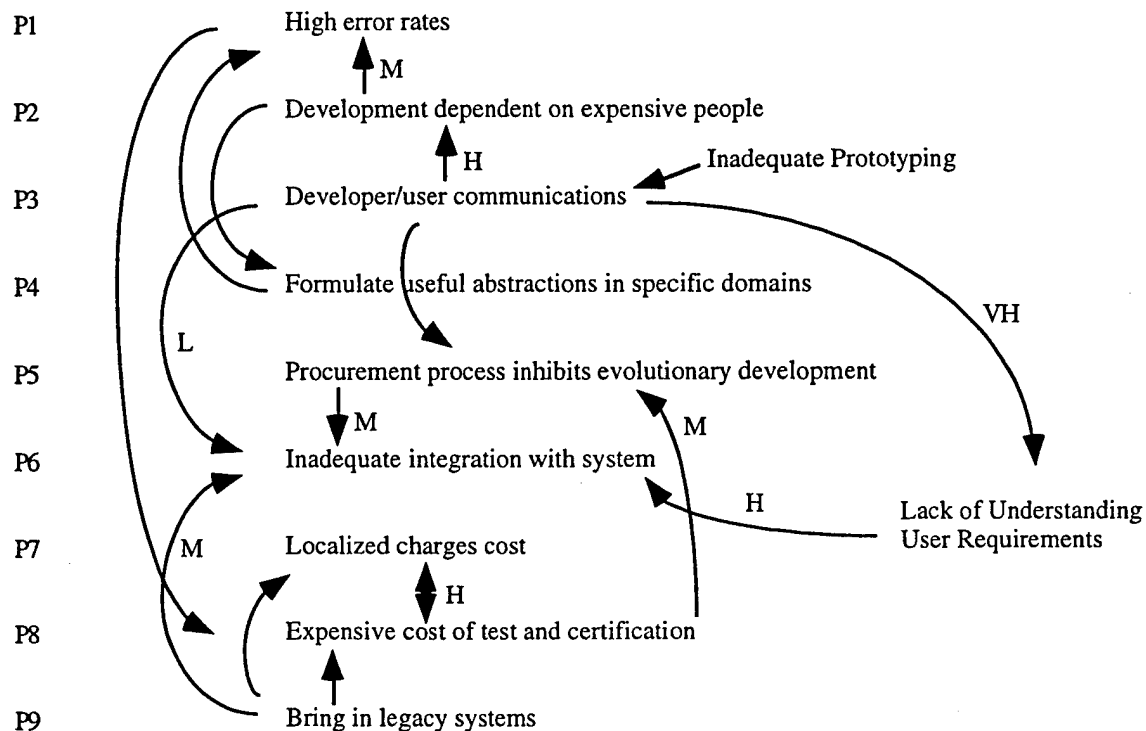 P1 High error rates
M
P2 Development dependent on expensive people
H
Inadequate Prototyping
P3 Developer/user communications
P4 Formulate useful abstractions in specific domains
VH
L
P5 Procurement process inhibits evolutionary development
M M
P6 Inadequate integration with system
H
Lack of Understanding
User Requirements
P7 M Localized charges cost
H
P8 Expensive cost of test and certification
P9 Bring in legacy systems